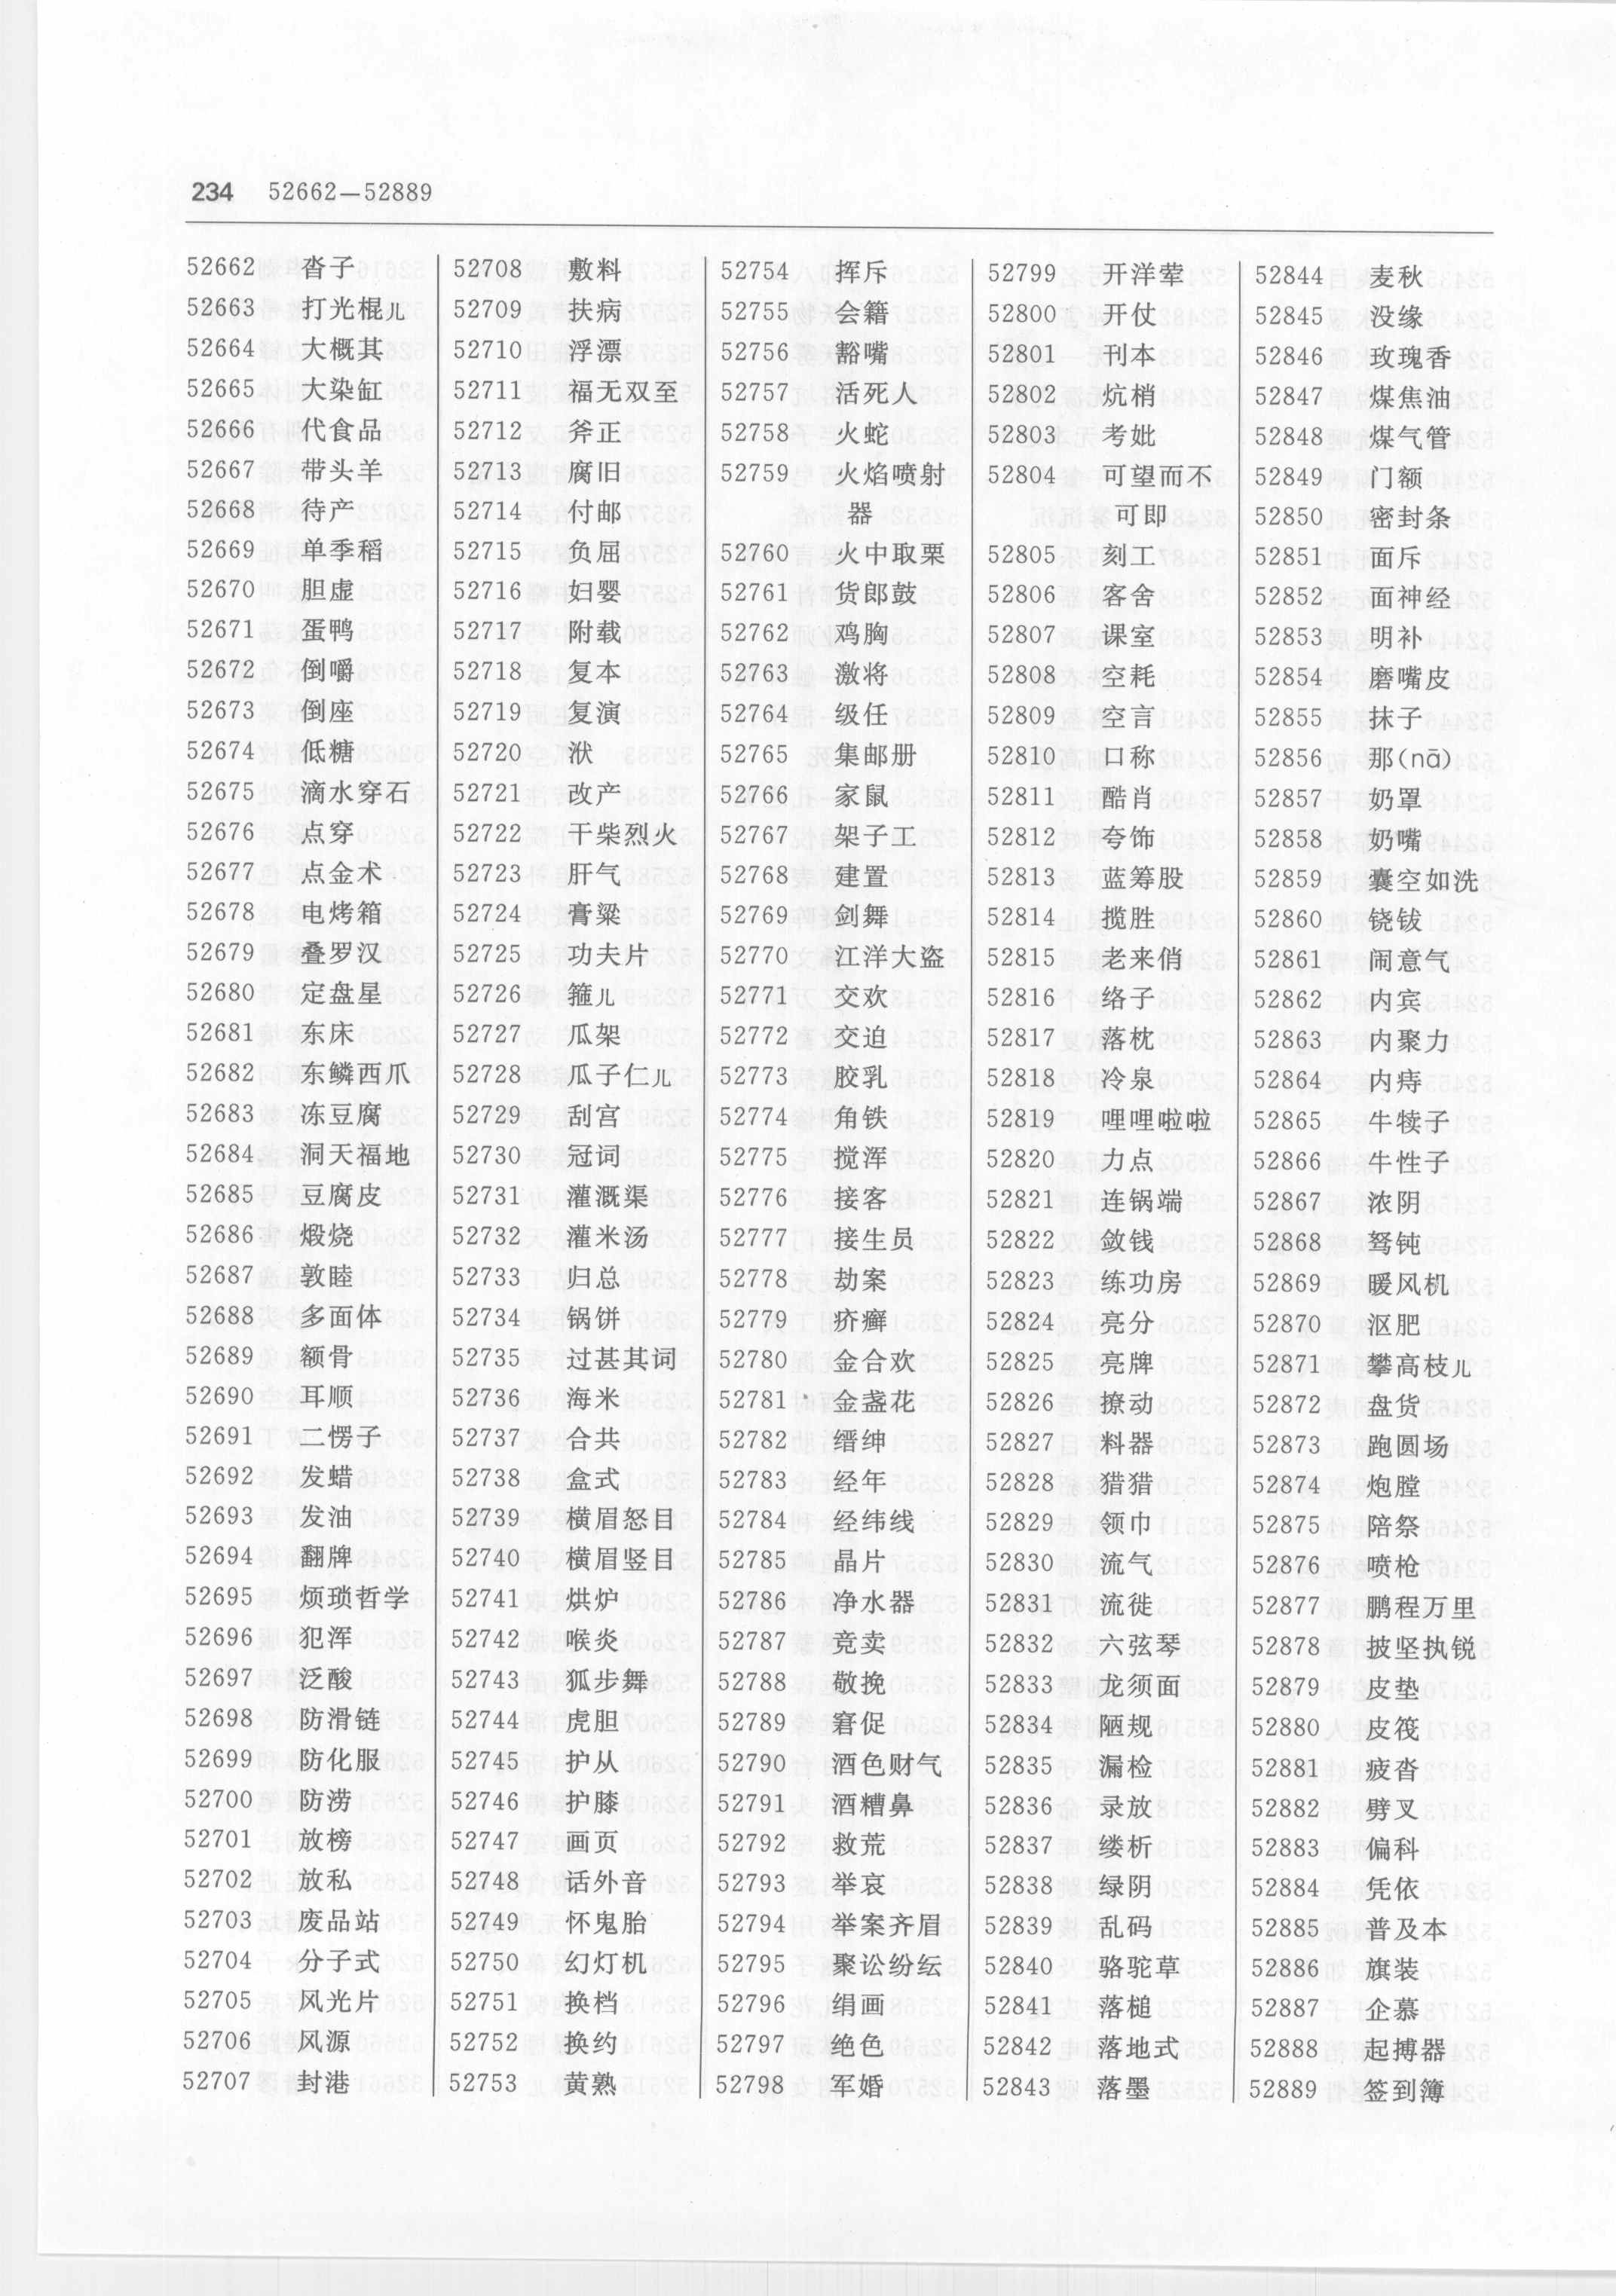 234 52662—52889
52662 沓子
52663 打光棍儿
52664 大概其
52665 大染缸
52666 代食品
52667 带头羊
52668 待产
52669 单季稻
52670 胆虚
52671 蛋鸭
52672 倒嚼
52673 倒座
52674 低糖
52675 滴水穿石
52676 点穿
52677 点金术
52678 电烤箱
52679 叠罗汉
52680 定盘星
52681 东床
52682 东鳞西爪
52683 冻豆腐
52684 洞天福地
52685 豆腐皮
52686 煅烧
52687 敦睦
52688 多面体
52689 额骨
52690 耳顺
52691 二愣子
52692 发蜡
52693 发油
52694 翻牌
52695 烦琐哲学
52696 犯浑
52697 泛酸
52698 防滑链
52699 防化服
52700 防涝
52701 放榜
52702 放私
52703 废品站
52704 分子式
52705 风光片
52706 风源
52707 封港
52708 敷料
52709 扶病
52710 浮漂
52711 福无双至
52712 斧正
52713 腐旧
52714 付邮
52715 负屈
52716 妇婴
52717 附载
52718 复本
52719 复演
52720 洑
52721 改产
52722 干柴烈火
52723 肝气
52724 膏粱
52725 功夫片
52726 箍儿
52727 瓜架
52728 瓜子仁儿
52729 刮宫
52730 冠词
52731 灌溉渠
52732 灌米汤
52733 归总
52734 锅饼
52735 过甚其词
52736 海米
52737 合共
52738 盒式
52739 横眉怒目
52740 横眉竖目
52741 烘炉
52742 喉炎
52743 狐步舞
52744 虎胆
52745 护从
52746 护膝
52747 画页
52748 话外音
52749 怀鬼胎
52750 幻灯机
52751 换档
52752 换约
52753 黄熟
52754 挥斥
52755 会籍
52756 豁嘴
52757 活死人
52758 火蛇
52759 火焰喷射
器
52760 火中取栗
52761 货郎鼓
52762 鸡胸
52763 激将
52764 级任
52765 集邮册
52766 家鼠
52767 架子工
52768 建置
52769 剑舞
52770 江洋大盗
52771 交欢
52772 交迫
52773 胶乳
52774 角铁
52775 搅浑
52776 接客
52777 接生员
52778 劫案
52779 疥癣
52780 金合欢
52781 金盏花
52782 缙绅
52783 经年
52784 经纬线
52785 晶片
52786 净水器
52787 竞卖
52788 敬挽
52789 窘促
52790 酒色财气
52791 酒糟鼻
52792 救荒
52793 举哀
52794 举案齐眉
52795 聚讼纷纭
52796 绢画
52797 绝色
52798 军婚
52799 开洋荤
52800 开仗
52801 刊本
52802 炕梢
52803 考妣
52804 可望而不
可即
52805 刻工
52806 客舍
52807 课室
52808 空耗
52809 空言
52810 口称
52811 酷肖
52812 夸饰
52813 蓝筹股
52814 揽胜
52815 老来俏
52816 络子
52817 落枕
52818 冷泉
52819 哩哩啦啦
52820 力点
52821 连锅端
52822 敛钱
52823 练功房
52824 亮分
52825 亮牌
52826 撩动
52827 料器
52828 猎猎
52829 领巾
52830 流气
52831 流徙
52832 六弦琴
52833 龙须面
52834 陋规
52835 漏检
52836 录放
52837 缕析
52838 绿阴
52839 乱码
52840 骆驼草
52841 落槌
52842 落地式
52843 落墨
52844 麦秋
52845 没缘
52846 玫瑰香
52847 煤焦油
52848 煤气管
52849 门额
52850 密封条
52851 面斥
52852 面神经
52853 明补
52854 磨嘴皮
52855 抹子
52856 那(nā)
52857 奶罩
52858 奶嘴
52859 囊空如洗
52860 铙钹
52861 闹意气
52862 内宾
52863 内聚力
52864 内痔
52865 牛犊子
52866 牛性子
52867 浓阴
52868 驽钝
52869 暖风机
52870 沤肥
52871 攀高枝儿
52872 盘货
52873 跑圆场
52874 炮膛
52875 陪祭
52876 喷枪
52877 鹏程万里
52878 披坚执锐
52879 皮垫
52880 皮筏
52881 疲沓
52882 劈叉
52883 偏科
52884 凭依
52885 普及本
52886 旗装
52887 企慕
52888 起搏器
52889 签到簿